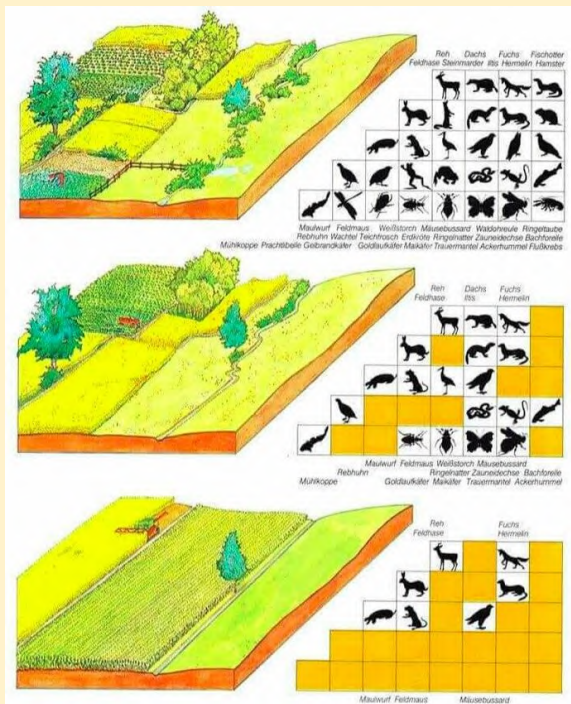 Reh Dachs Fuchs Fischotter
Feldhase Steinmarder Iltis Hermelin Hamster
Maulwurf Feldmaus Weißstorch Mäusebussard Waldohreule Ringeltaube
Rebhuhn Wachtel Teichfrosch Erdkröte Ringelnatter Zauneidechse Bachforelle
Mühlkoppe Prachtlibelle Gelbrandkäfer Goldlaufkäfer Maikäfer Trauermantel Ackerhummel Flußkrebs
Reh Dachs Fuchs
Feldhase Iltis Hermelin
Maulwurf Feldmaus Weißstorch Mäusebussard
Rebhuhn Ringelnatter Zauneidechse Bachforelle
Mühlkoppe Goldlaufkäfer Maikäfer Trauermantel Ackerhummel
Reh Fuchs
Feldhase Hermelin
Maulwurf Feldmaus Mäusebussard